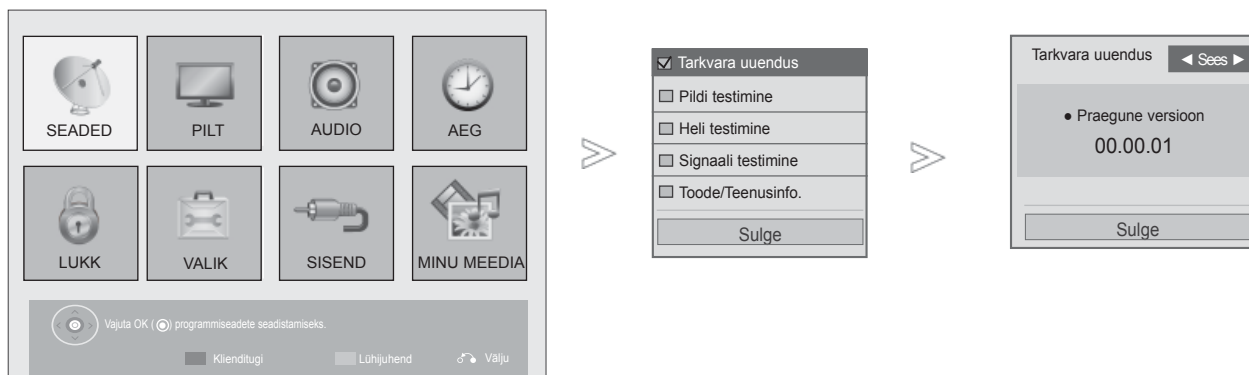 SEADED
PILT
AUDIO
AEG
LUKK
VALIK
SISEND
MINU MEEDIA
Vajuta OK ( ) programmiseadete seadistamiseks.
Klienditugi
Lühijuhend
Välju
Tarkvara uuendus
Pildi testimine
Heli testimine
Signaali testimine
Toode/Teenusinfo.
Sulge
Tarkvara uuendus ◄ Sees ►
● Praegune versioon
00.00.01
Sulge